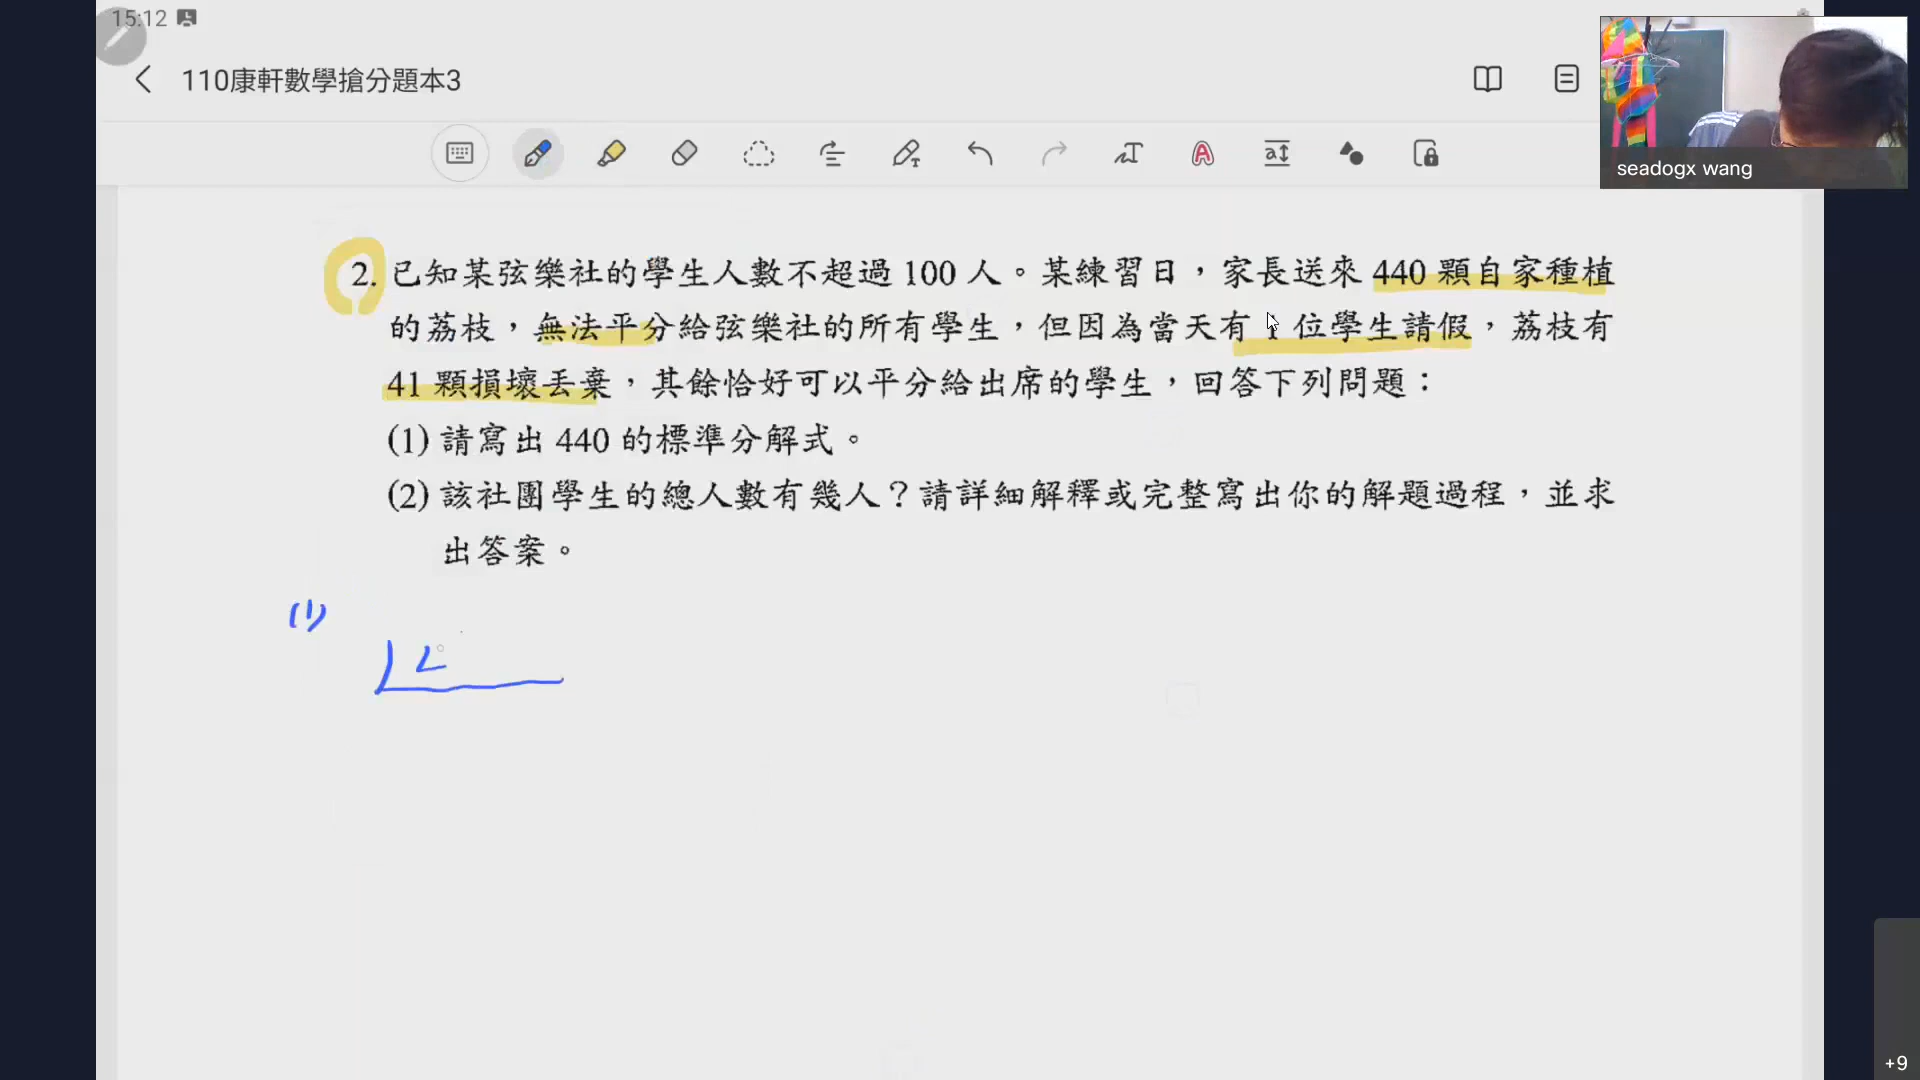 15:12
110康軒數學搶分題本3
seadogx wang
2. 已知某弦樂社的學生人數不超過 100 人。某練習日，家長送來 440 顆自家種植
的荔枝，無法平分給弦樂社的所有學生，但因為當天有 1 位學生請假，荔枝有
41 顆損壞丟棄，其餘恰好可以平分給出席的學生，回答下列問題：
(1) 請寫出 440 的標準分解式。
(2) 該社團學生的總人數有幾人？請詳細解釋或完整寫出你的解題過程，並求
出答案。
(1)
+9